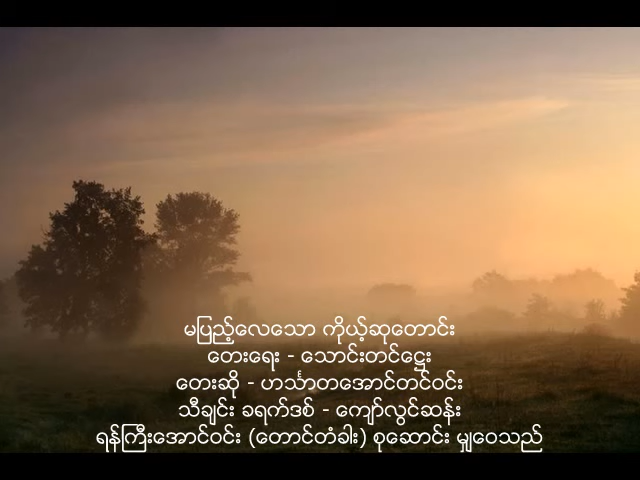 မပြည့်လေသော ကိုယ့်ဆုတောင်း
တေးရေး - သောင်းတင်ဋ္ဌေး
တေးဆို - ဟင်္သာတအောင်တင်ဝင်း
သီချင်း ခရက်ဒစ် - ကျော်လွင်ဆန်း
ရန်ကြီးအောင်ဝင်း (တောင်တံခါး) စုဆောင်း မျှဝေသည်